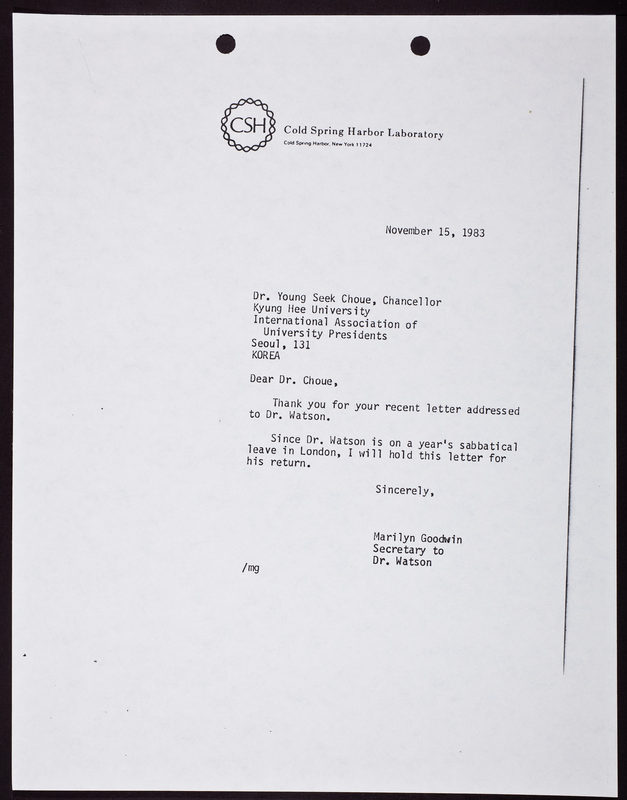 CSH
Cold Spring Harbor Laboratory
Cold Spring Harbor, New York 11724
November 15, 1983
Dr. Young Seek Choue, Chancellor
Kyung Hee University
International Association of
University Presidents
Seoul, 131
KOREA
Dear Dr. Choue,
Thank you for your recent letter addressed
to Dr. Watson.
Since Dr. Watson is on a year's sabbatical
leave in London, I will hold this letter for
his return.
Sincerely,
Marilyn Goodwin
Secretary to
Dr. Watson
/mg